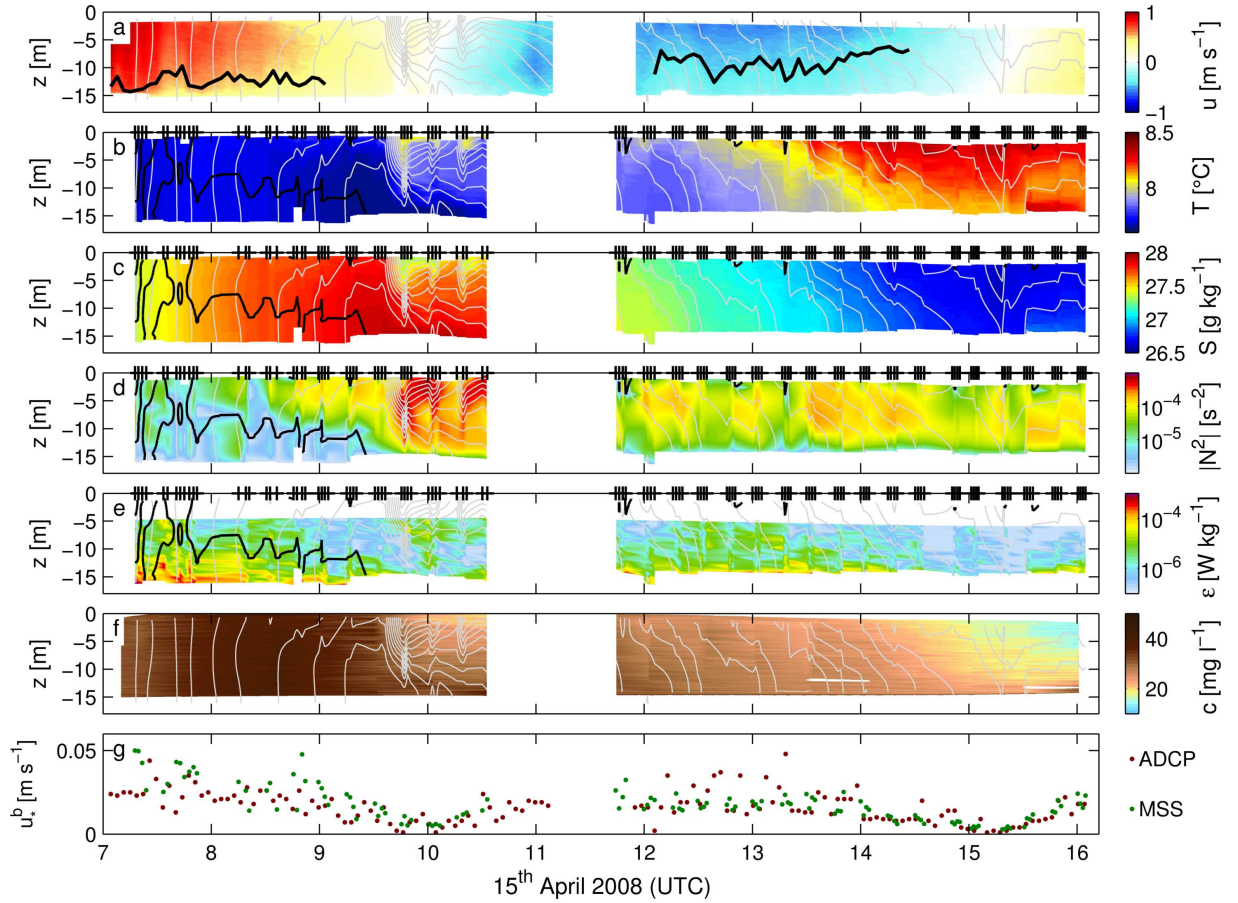 a
z [m]
0
−5
−10
−15
1
0
−1
u [m s⁻¹]
b
z [m]
0
−5
−10
−15
8.5
8
T [°C]
c
z [m]
0
−5
−10
−15
28
27.5
27
26.5
S [g kg⁻¹]
d
z [m]
0
−5
−10
−15
10⁻⁴
10⁻⁵
|N²| [s⁻²]
e
z [m]
0
−5
−10
−15
10⁻⁴
10⁻⁶
ε [W kg⁻¹]
f
z [m]
0
−5
−10
−15
40
20
c [mg l⁻¹]
g
u*ᵇ [m s⁻¹]
0.05
0
ADCP
MSS
7 8 9 10 11 12 13 14 15 16
15ᵗʰ April 2008 (UTC)